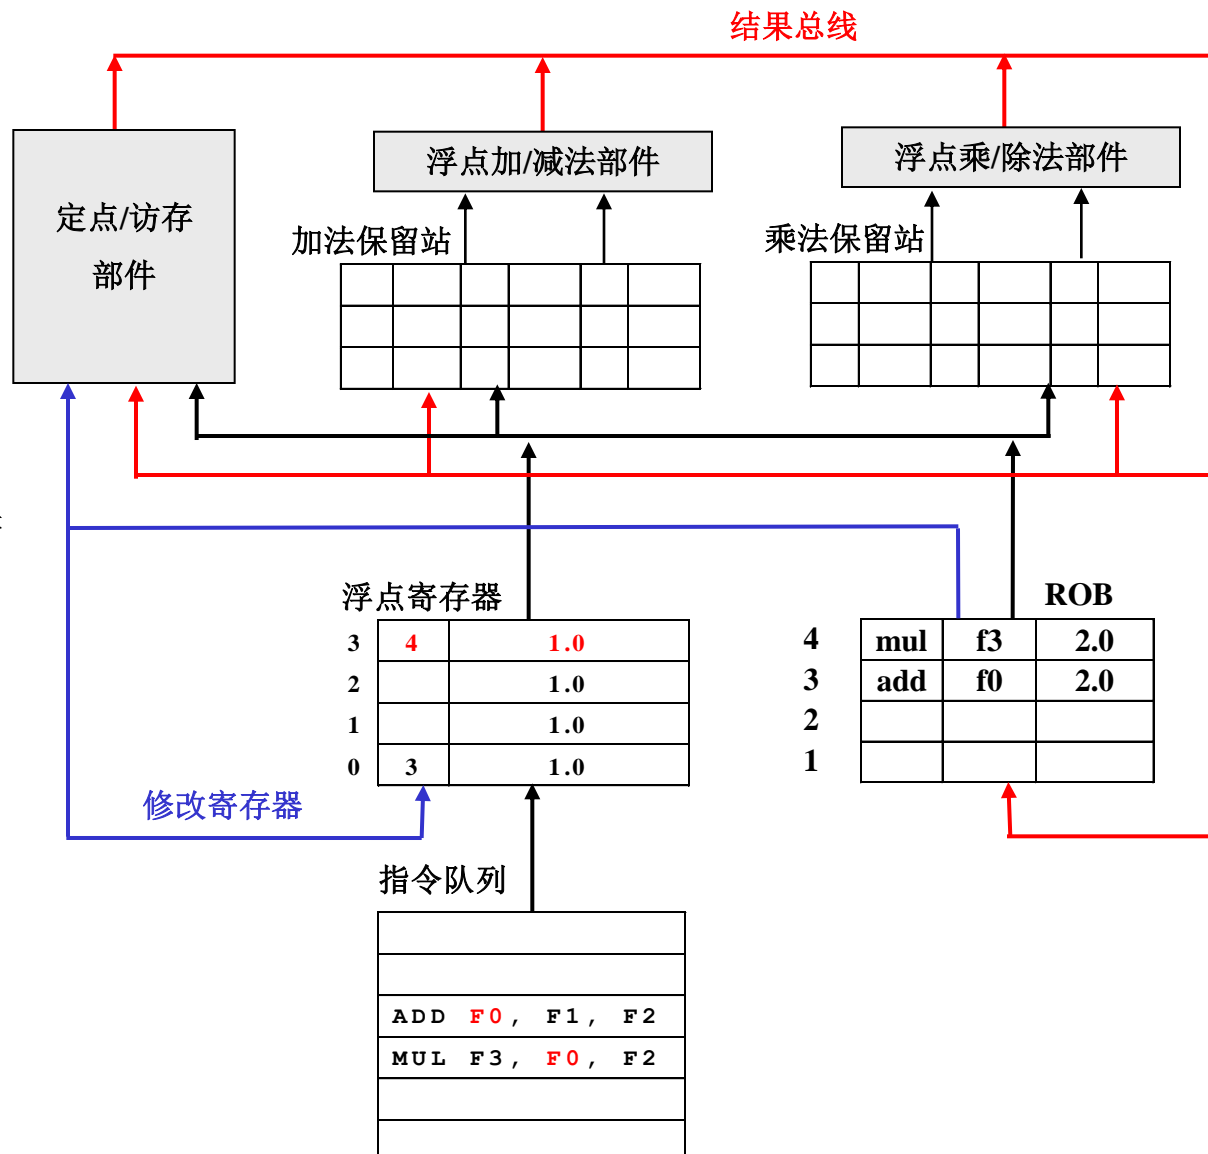 结果总线
浮点加/减法部件
浮点乘/除法部件
定点/访存
部件
加法保留站
乘法保留站
浮点寄存器
ROB
3 4 1.0
2 1.0
1 1.0
0 3 1.0
4 mul f3 2.0
3 add f0 2.0
2
1
修改寄存器
指令队列
ADD F0, F1, F2
MUL F3, F0, F2